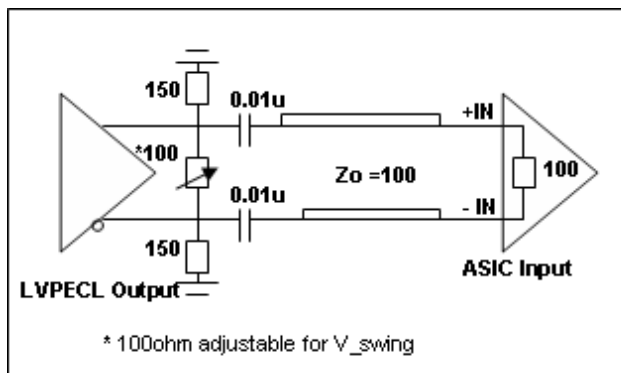 150
0.01u
+IN
*100
Zo =100
100
0.01u
- IN
150
ASIC Input
LVPECL Output
* 100ohm adjustable for V_swing